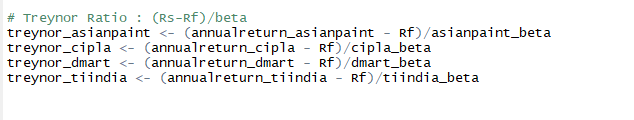 # Treynor Ratio : (Rs-Rf)/beta
treynor_asianpaint <- (annualreturn_asianpaint - Rf)/asianpaint_beta
treynor_cipla <- (annualreturn_cipla - Rf)/cipla_beta
treynor_dmart <- (annualreturn_dmart - Rf)/dmart_beta
treynor_tiindia <- (annualreturn_tiindia - Rf)/tiindia_beta